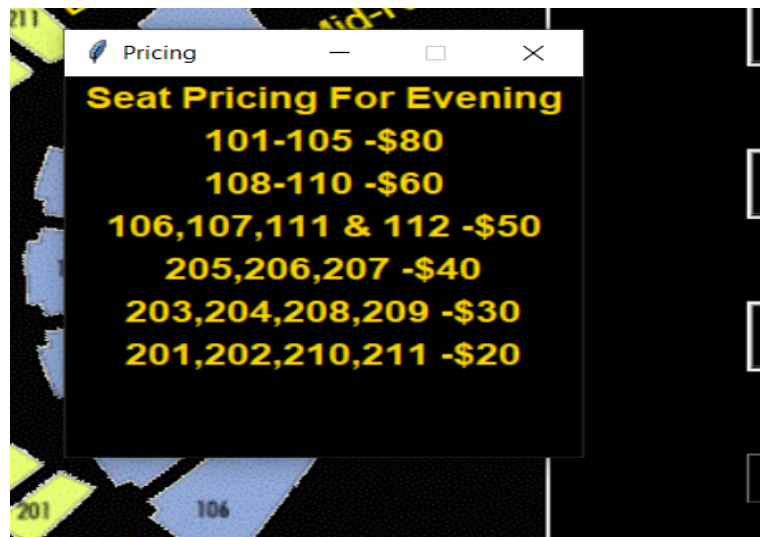 211
Mid-N
Pricing
Seat Pricing For Evening
101-105 -$80
108-110 -$60
106,107,111 & 112 -$50
205,206,207 -$40
203,204,208,209 -$30
201,202,210,211 -$20
201
106